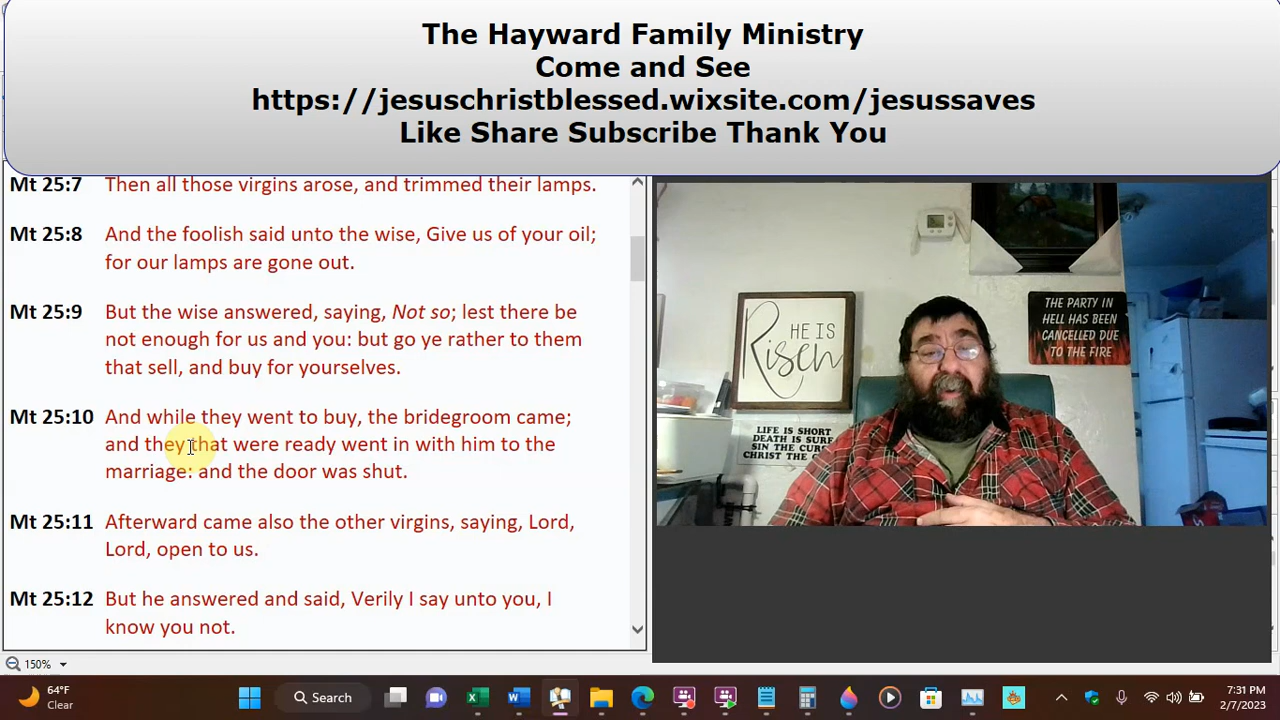 The Hayward Family Ministry
Come and See
https://jesuschristblessed.wixsite.com/jesussaves
Like Share Subscribe Thank You
Mt 25:7 Then all those virgins arose, and trimmed their lamps.
Mt 25:8 And the foolish said unto the wise, Give us of your oil;
for our lamps are gone out.
Mt 25:9 But the wise answered, saying, Not so; lest there be
not enough for us and you: but go ye rather to them
that sell, and buy for yourselves.
Mt 25:10 And while they went to buy, the bridegroom came;
and they that were ready went in with him to the
marriage: and the door was shut.
Mt 25:11 Afterward came also the other virgins, saying, Lord,
Lord, open to us.
Mt 25:12 But he answered and said, Verily I say unto you, I
know you not.
HE IS
Risen
THE PARTY IN
HELL HAS BEEN
CANCELLED DUE
TO THE FIRE
LIFE IS SHORT
DEATH IS
SIN THE
CHRIST THE
150%
64°F
Clear
Search
7:31 PM
2/7/2023